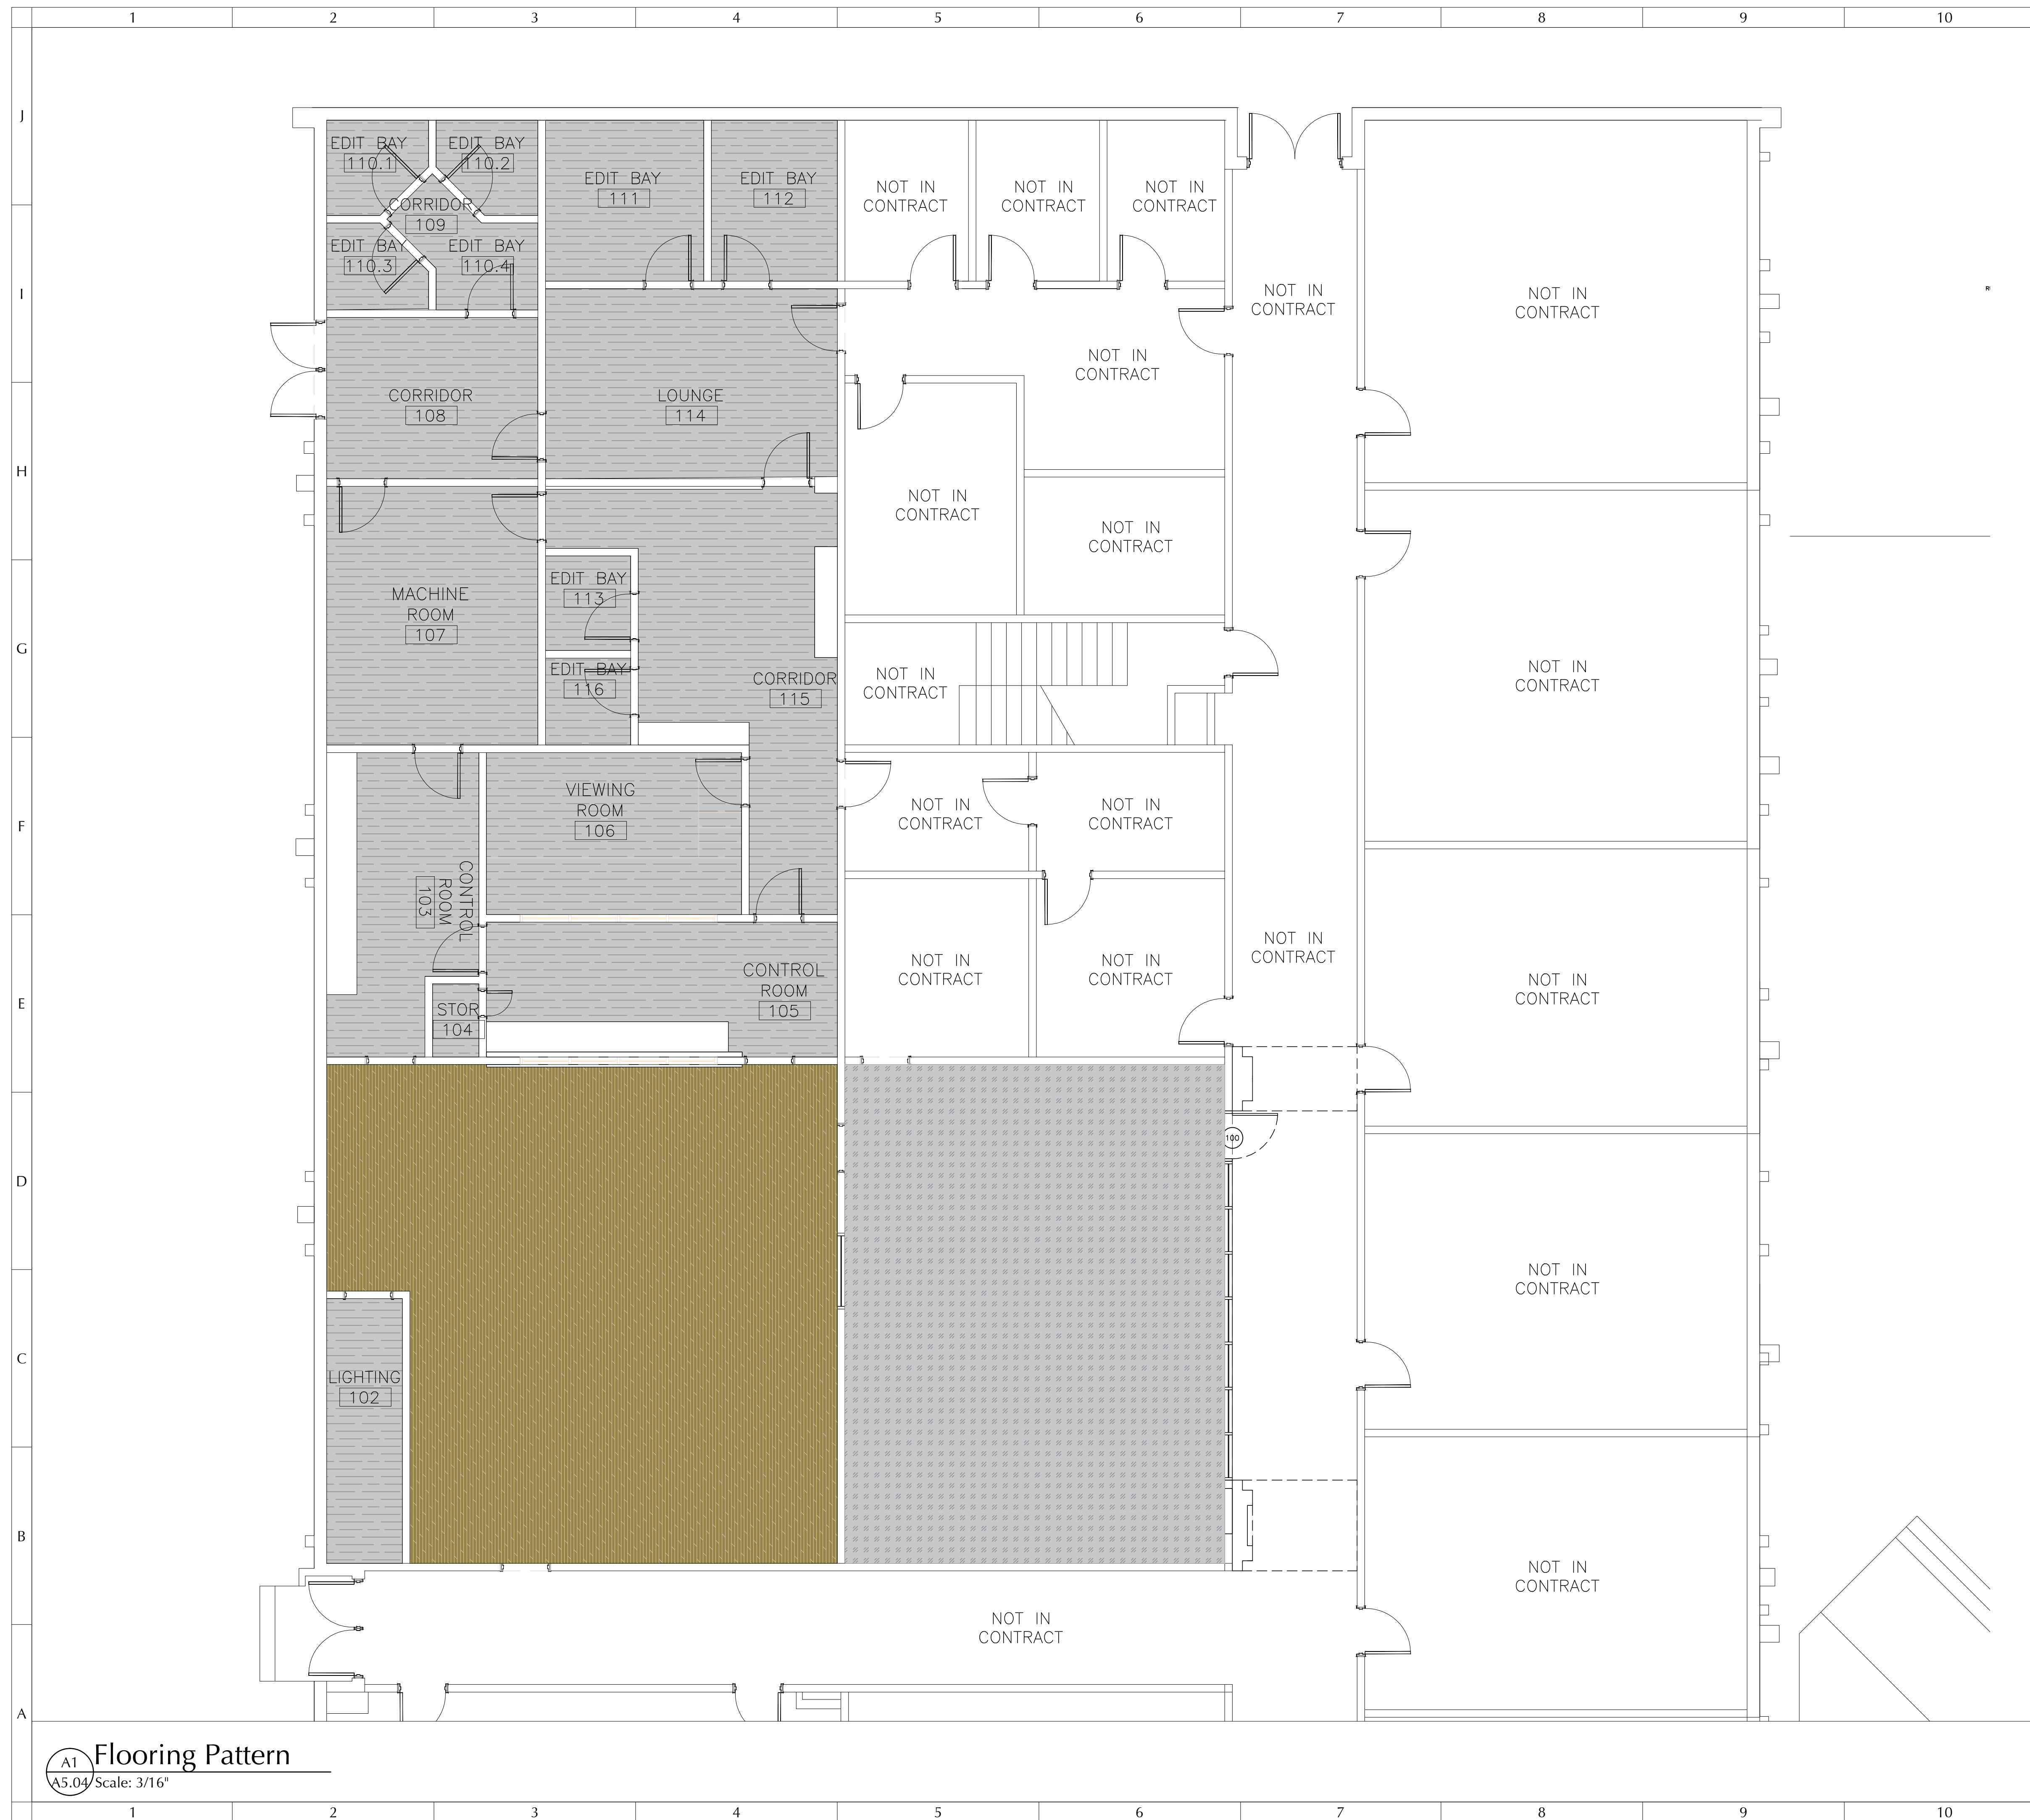 1 2 3 4 5 6 7 8 9 10
J
I
H
G
F
E
D
C
B
A
EDIT BAY
110.1
EDIT BAY
110.2
CORRIDOR
109
EDIT BAY
110.3
EDIT BAY
110.4
EDIT BAY
111
EDIT BAY
112
NOT IN
CONTRACT
NOT IN
CONTRACT
NOT IN
CONTRACT
NOT IN
CONTRACT
NOT IN
CONTRACT
R
CORRIDOR
108
LOUNGE
114
NOT IN
CONTRACT
NOT IN
CONTRACT
NOT IN
CONTRACT
MACHINE
ROOM
107
EDIT BAY
113
EDIT BAY
116
CORRIDOR
115
NOT IN
CONTRACT
NOT IN
CONTRACT
VIEWING
ROOM
106
NOT IN
CONTRACT
NOT IN
CONTRACT
CONTROL
ROOM
103
STOR
104
CONTROL
ROOM
105
NOT IN
CONTRACT
NOT IN
CONTRACT
NOT IN
CONTRACT
NOT IN
CONTRACT
100
NOT IN
CONTRACT
LIGHTING
102
NOT IN
CONTRACT
NOT IN
CONTRACT
A1
A5.04
Flooring Pattern
Scale: 3/16"
1 2 3 4 5 6 7 8 9 10